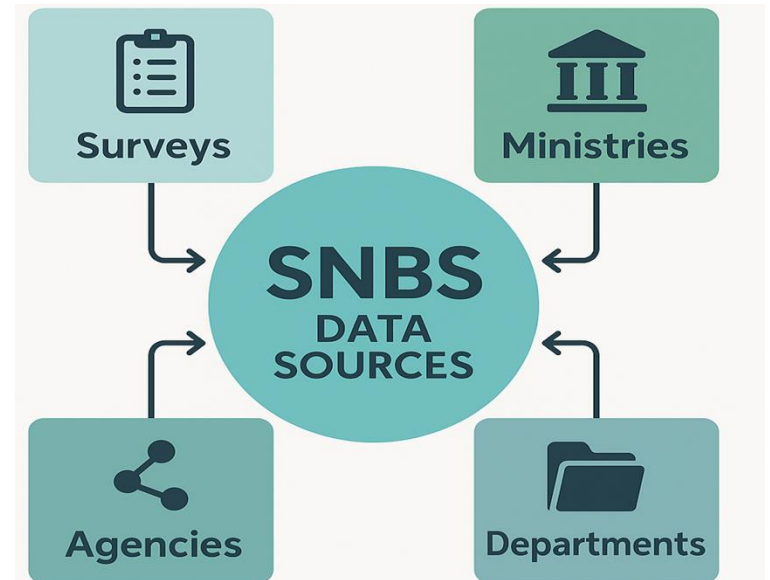 Surveys
Ministries
SNBS
DATA
SOURCES
Agencies
Departments